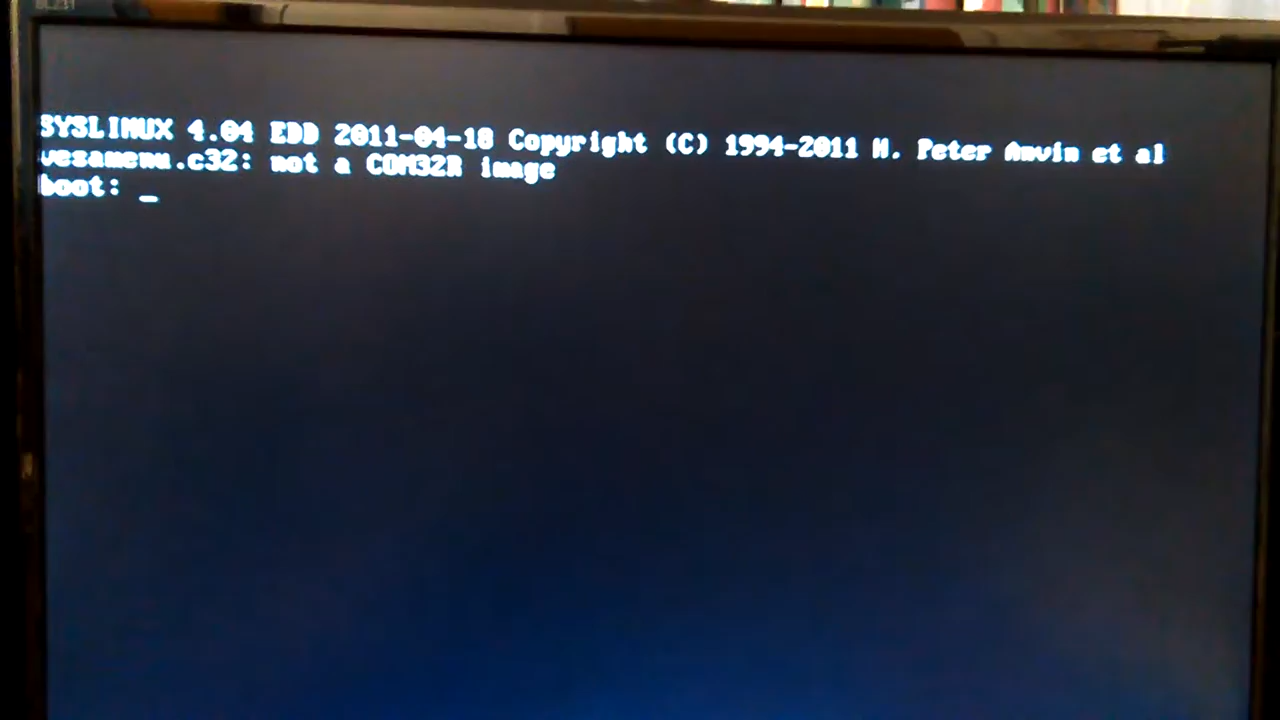 SYSLINUX 4.04 EDD 2011-04-18 Copyright (C) 1994-2011 H. Peter Anvin et al
vesamenu.c32: not a COM32R image
boot: _